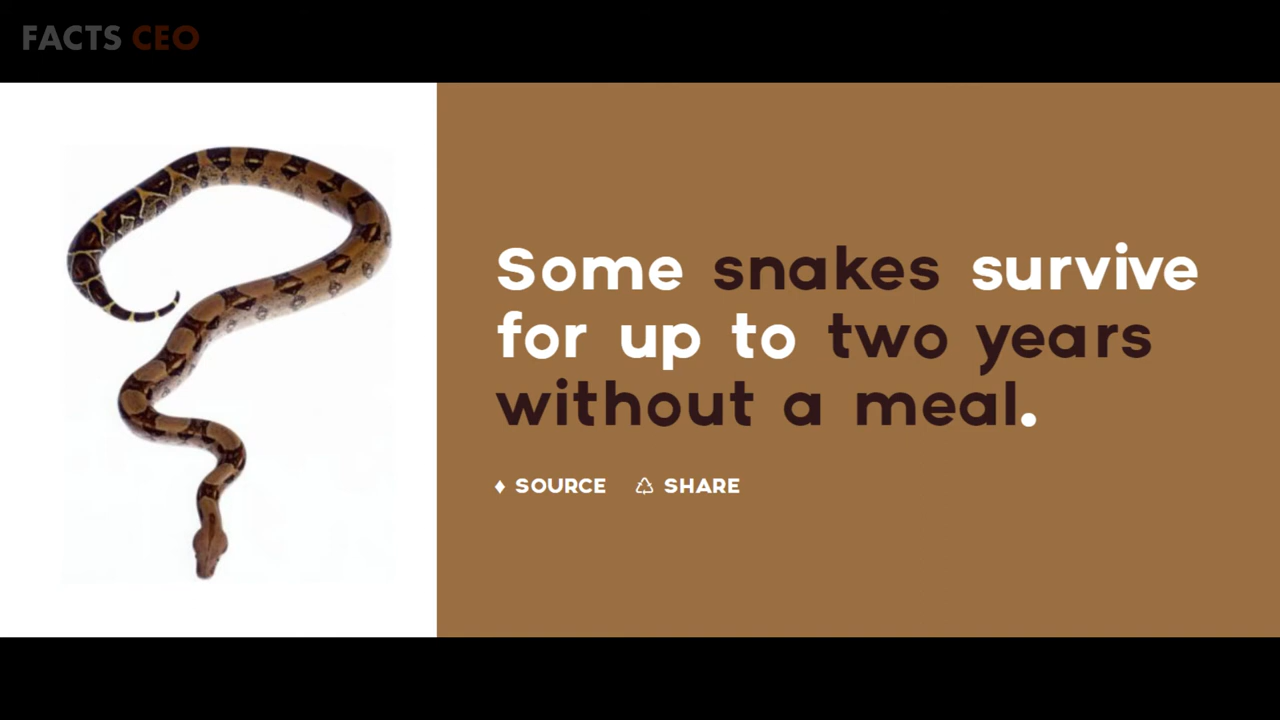 FACTS CEO
Some snakes survive
for up to two years
without a meal.
SOURCE SHARE